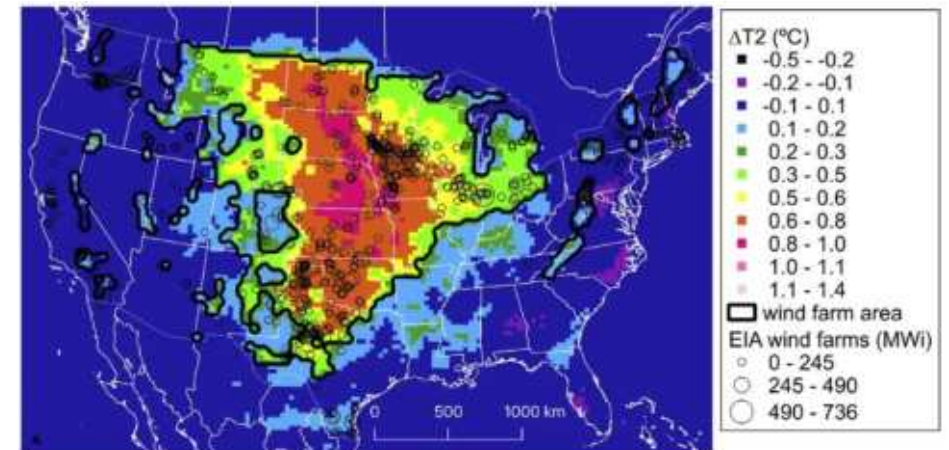 ΔT2 (ºC)
-0.5 - -0.2
-0.2 - -0.1
-0.1 - 0.1
0.1 - 0.2
0.2 - 0.3
0.3 - 0.5
0.5 - 0.6
0.6 - 0.8
0.8 - 1.0
1.0 - 1.1
1.1 - 1.4
wind farm area
EIA wind farms (MWi)
0 - 245
245 - 490
490 - 736
0 500 1000 km